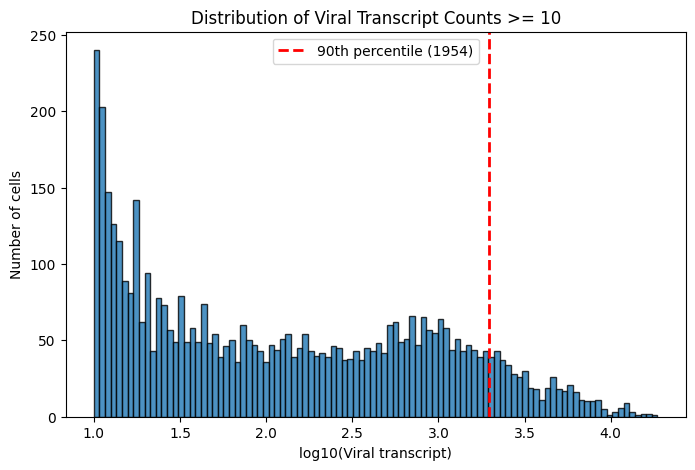 Distribution of Viral Transcript Counts >= 10
90th percentile (1954)
Number of cells
250
200
150
100
50
0
1.0 1.5 2.0 2.5 3.0 3.5 4.0
log10(Viral transcript)